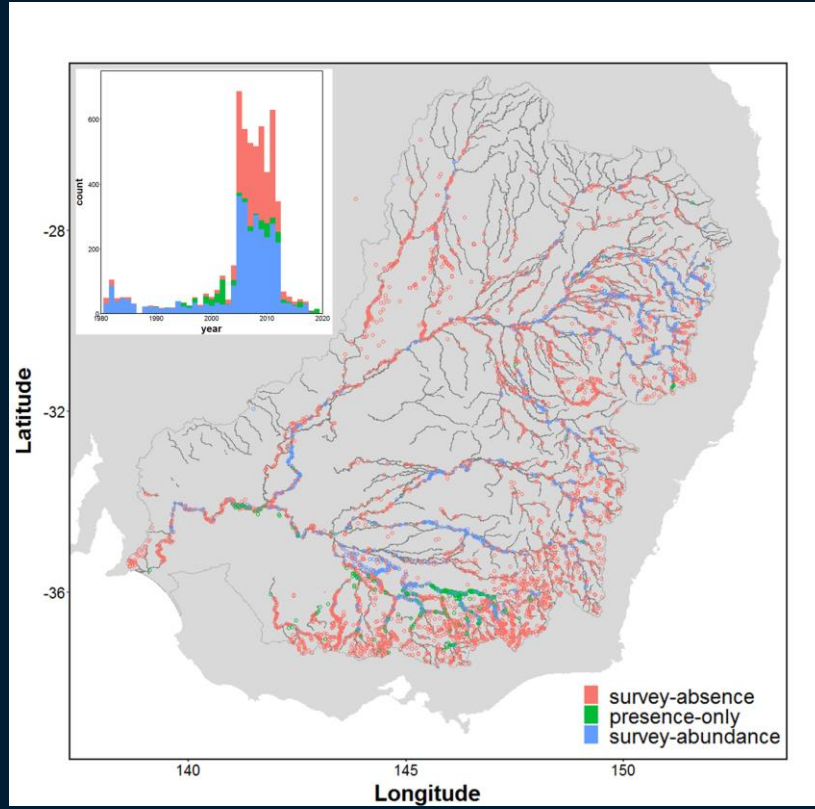 600
400
200
0
count
1980
1990
2000
2010
2020
year
-28
-32
-36
Latitude
survey-absence
presence-only
survey-abundance
140
145
150
Longitude